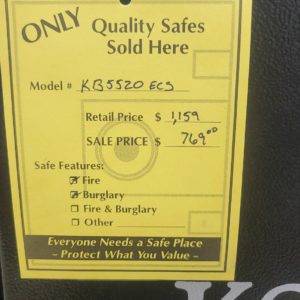 ONLY
Quality Safes
Sold Here
Model # KB5520 ECS
Retail Price $ 1,159
SALE PRICE $ 769.00
Safe Features:
Fire
Burglary
Fire & Burglary
Other
Everyone Needs a Safe Place
~ Protect What You Value ~